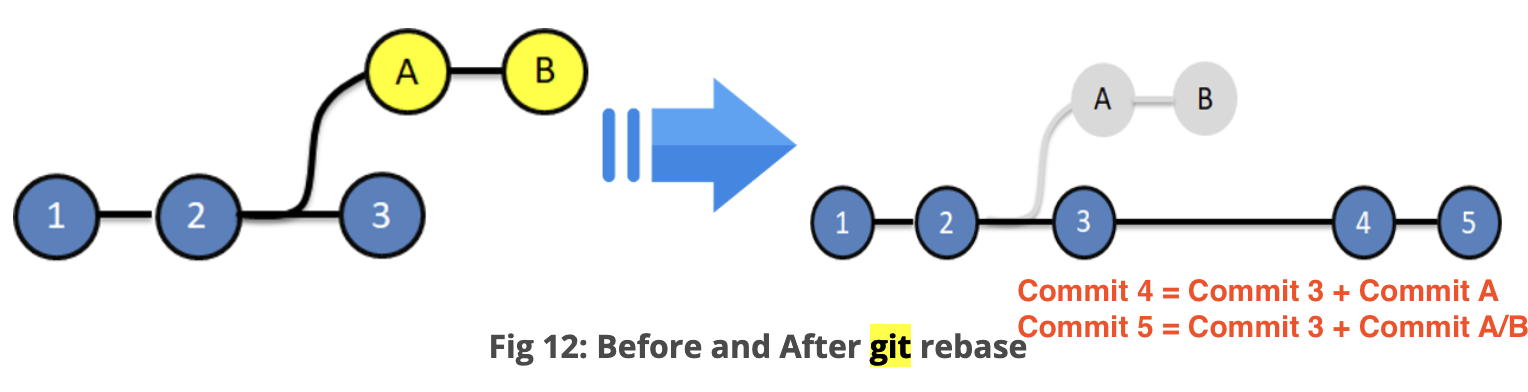 A B
1 2 3
A B
1 2 3 4 5
Commit 4 = Commit 3 + Commit A
Commit 5 = Commit 3 + Commit A/B
Fig 12: Before and After git rebase